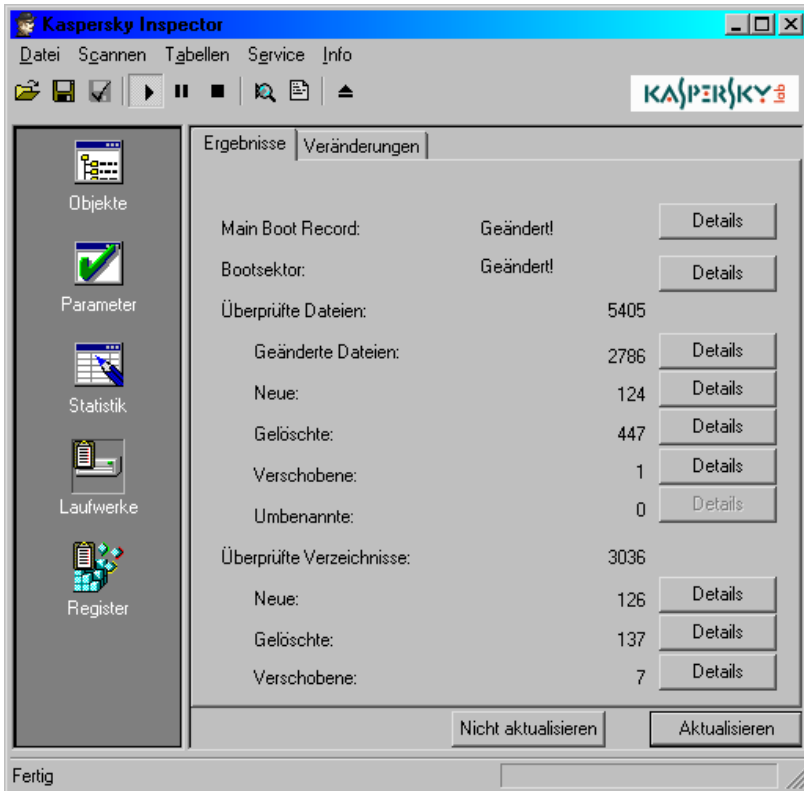 Kaspersky Inspector
Datei Scannen Tabellen Service Info
KASPERSKY lab
Ergebnisse Veränderungen
Objekte
Parameter
Statistik
Laufwerke
Register
Main Boot Record: Geändert! Details
Bootsektor: Geändert! Details
Überprüfte Dateien: 5405
Geänderte Dateien: 2786 Details
Neue: 124 Details
Gelöschte: 447 Details
Verschobene: 1 Details
Umbenannte: 0 Details
Überprüfte Verzeichnisse: 3036
Neue: 126 Details
Gelöschte: 137 Details
Verschobene: 7 Details
Nicht aktualisieren Aktualisieren
Fertig